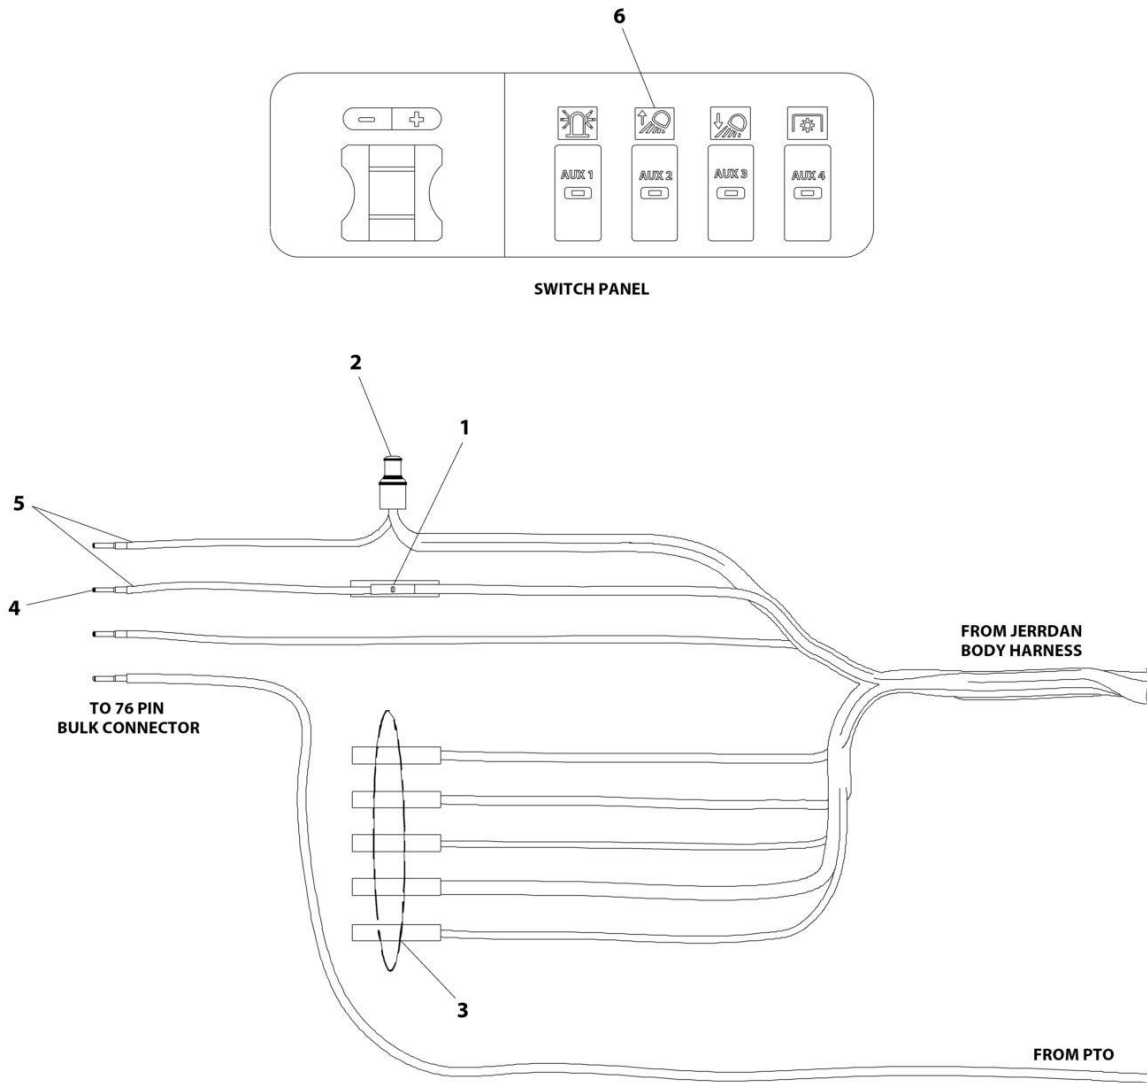 6
AUX 1
AUX 2
AUX 3
AUX 4
SWITCH PANEL
2
1
5
4
FROM JERRDAN
BODY HARNESS
TO 76 PIN
BULK CONNECTOR
3
FROM PTO